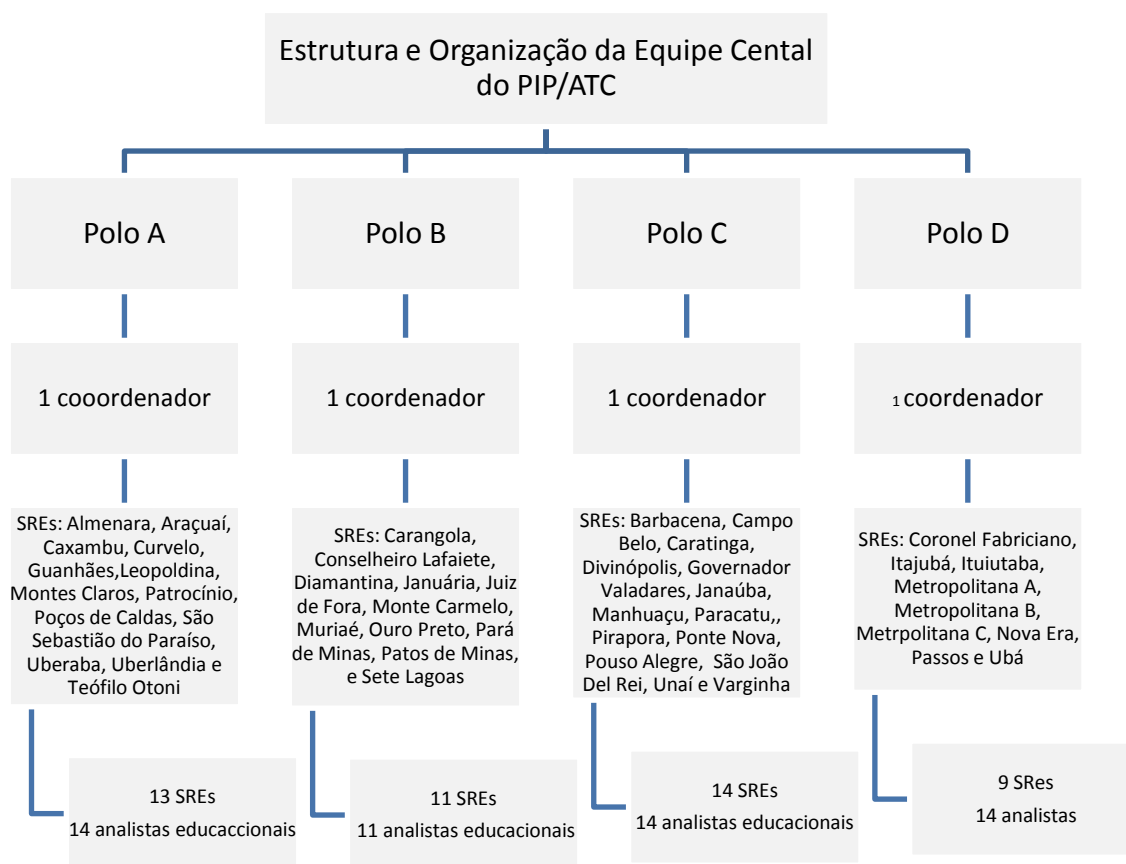 Estrutura e Organização da Equipe Cental
do PIP/ATC
Polo A
Polo B
Polo C
Polo D
1 cooordenador
1 coordenador
1 coordenador
1 coordenador
SREs: Almenara, Araçuaí,
Caxambu, Curvelo,
Guanhães,Leopoldina,
Montes Claros, Patrocínio,
Poços de Caldas, São
Sebastião do Paraíso,
Uberaba, Uberlândia e
Teófilo Otoni
SREs: Carangola,
Conselheiro Lafaiete,
Diamantina, Januária, Juiz
de Fora, Monte Carmelo,
Muriaé, Ouro Preto, Pará
de Minas, Patos de Minas,
e Sete Lagoas
SREs: Barbacena, Campo
Belo, Caratinga,
Divinópolis, Governador
Valadares, Janaúba,
Manhuaçu, Paracatu,,
Pirapora, Ponte Nova,
Pouso Alegre, São João
Del Rei, Unaí e Varginha
SREs: Coronel Fabriciano,
Itajubá, Ituiutaba,
Metropolitana A,
Metropolitana B,
Metrpolitana C, Nova Era,
Passos e Ubá
13 SREs
14 analistas educaccionais
11 SREs
11 analistas educacionais
14 SREs
14 analistas educacionais
9 SRes
14 analistas